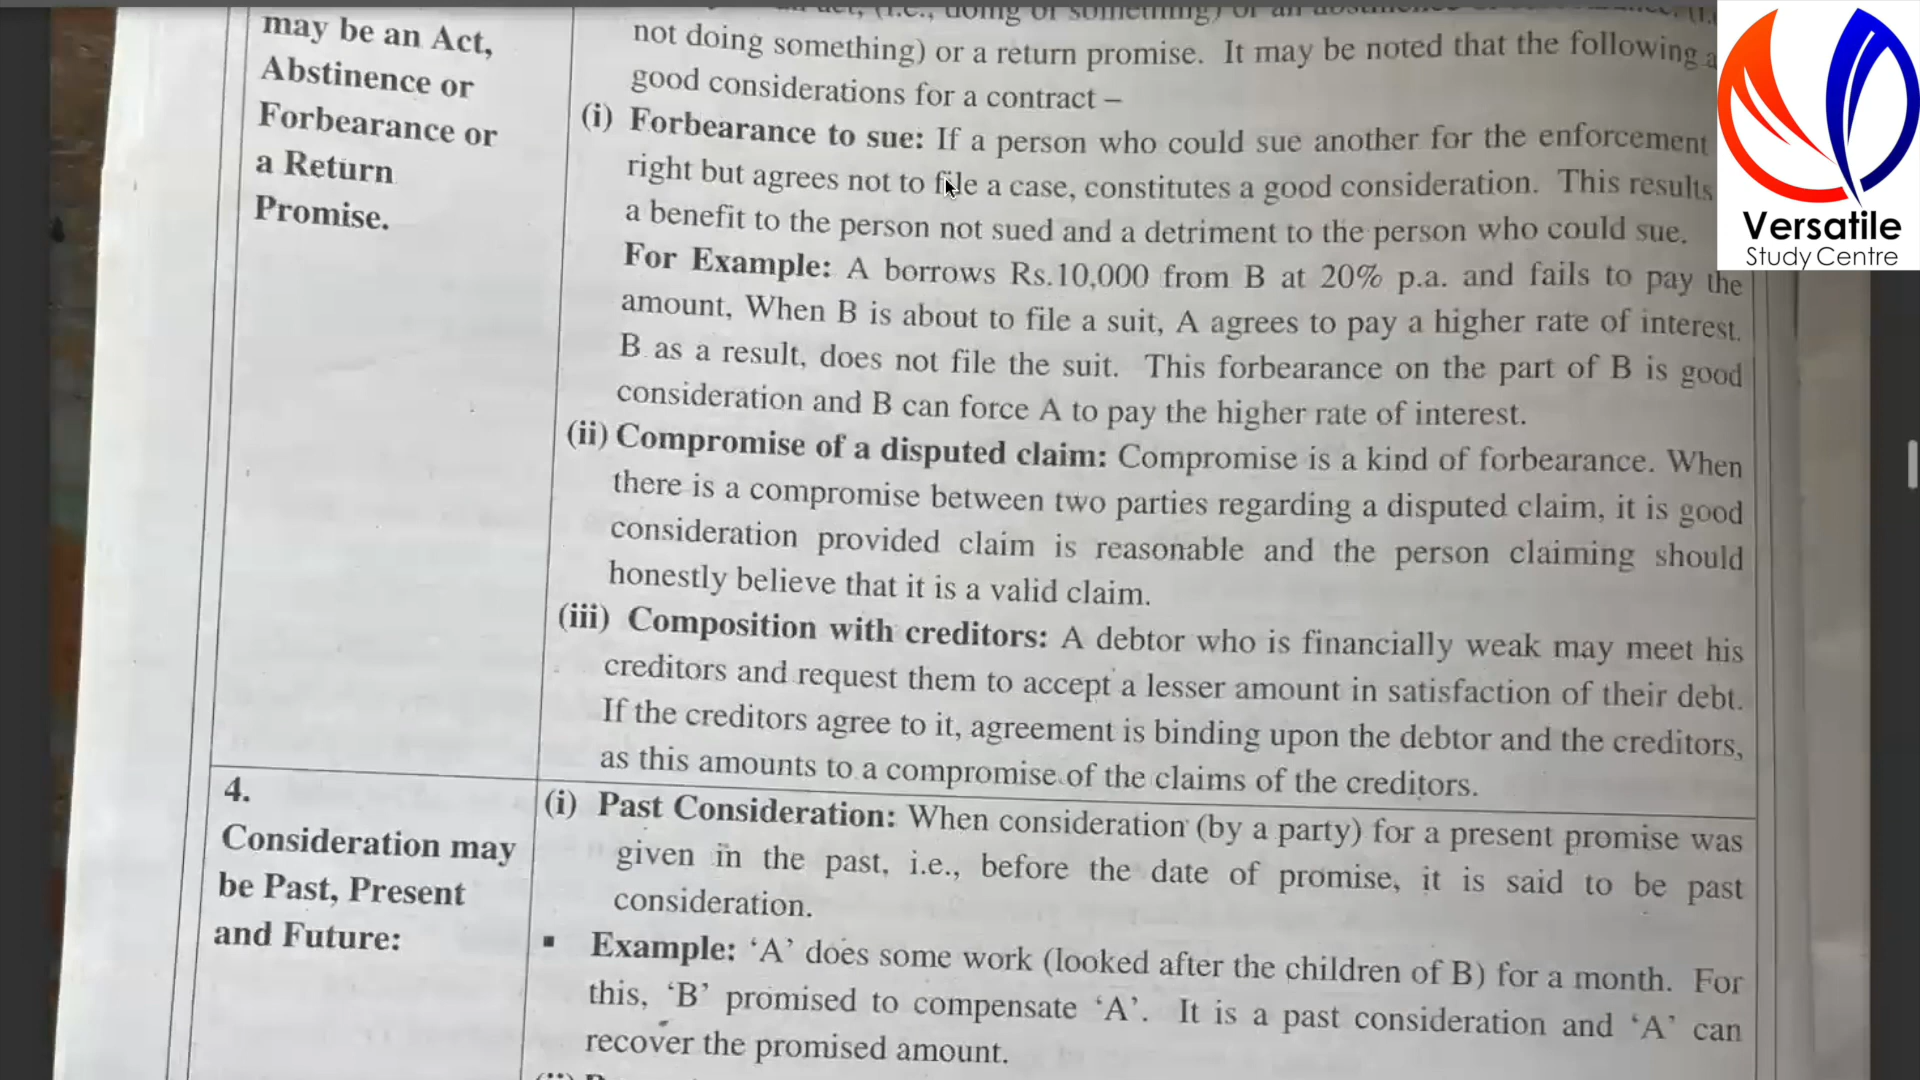 may be an Act,
Abstinence or
Forbearance or
a Return
Promise.
not doing something) or a return promise. It may be noted that the following
good considerations for a contract –
(i) Forbearance to sue: If a person who could sue another for the enforcement
right but agrees not to file a case, constitutes a good consideration. This results
a benefit to the person not sued and a detriment to the person who could sue.
For Example: A borrows Rs.10,000 from B at 20% p.a. and fails to pay the
amount, When B is about to file a suit, A agrees to pay a higher rate of interest.
B as a result, does not file the suit. This forbearance on the part of B is good
consideration and B can force A to pay the higher rate of interest.
(ii) Compromise of a disputed claim: Compromise is a kind of forbearance. When
there is a compromise between two parties regarding a disputed claim, it is good
consideration provided claim is reasonable and the person claiming should
honestly believe that it is a valid claim.
(iii) Composition with creditors: A debtor who is financially weak may meet his
creditors and request them to accept a lesser amount in satisfaction of their debt.
If the creditors agree to it, agreement is binding upon the debtor and the creditors,
as this amounts to a compromise of the claims of the creditors.
4.
Consideration may
be Past, Present
and Future:
(i) Past Consideration: When consideration (by a party) for a present promise was
given in the past, i.e., before the date of promise, it is said to be past
consideration.
▪ Example: ‘A’ does some work (looked after the children of B) for a month. For
this, ‘B’ promised to compensate ‘A’. It is a past consideration and ‘A’ can
recover the promised amount.
Versatile
Study Centre